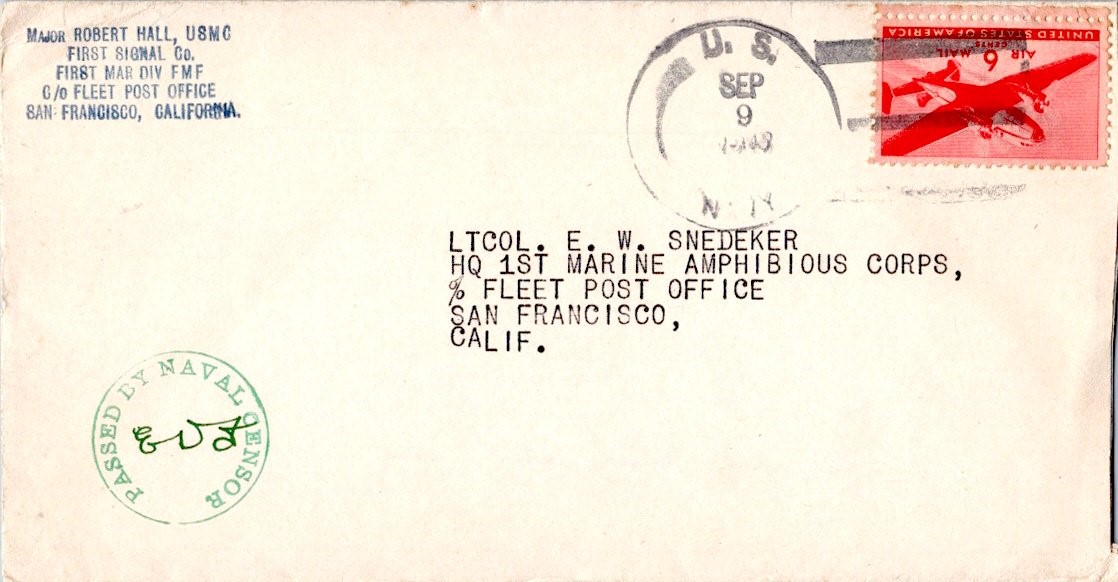 MAJOR ROBERT HALL, USMC
FIRST SIGNAL CO.
FIRST MAR DIV FMF
C/O FLEET POST OFFICE
SAN FRANCISCO, CALIFORNIA.
U. S.
SEP
9
UNITED STATES OF AMERICA
AIR 6 MAIL
CENTS
LTCOL. E. W. SNEDEKER
HQ 1ST MARINE AMPHIBIOUS CORPS,
% FLEET POST OFFICE
SAN FRANCISCO,
CALIF.
PASSED BY NAVAL CENSOR